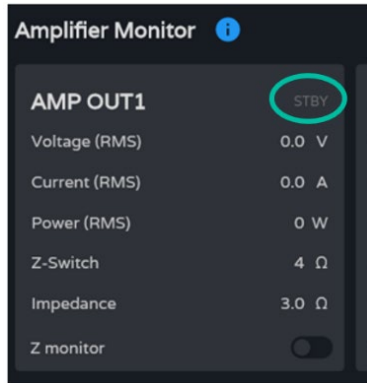 Amplifier Monitor i
AMP OUT1 STBY
Voltage (RMS) 0.0 V
Current (RMS) 0.0 A
Power (RMS) 0 W
Z-Switch 4 Ω
Impedance 3.0 Ω
Z monitor